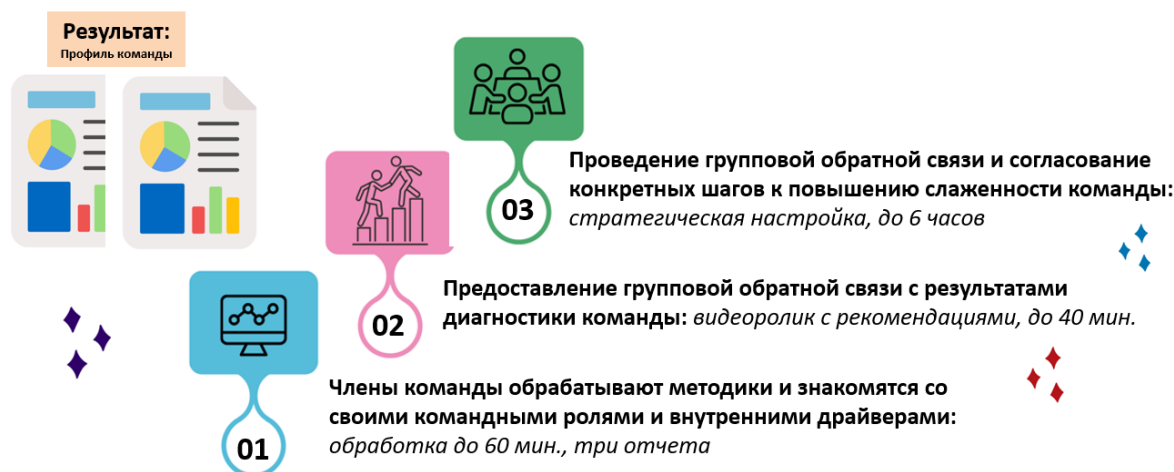 Результат:
Профиль команды
03
Проведение групповой обратной связи и согласование
конкретных шагов к повышению слаженности команды:
стратегическая настройка, до 6 часов
02
Предоставление групповой обратной связи с результатами
диагностики команды: видеоролик с рекомендациями, до 40 мин.
01
Члены команды обрабатывают методики и знакомятся со
своими командными ролями и внутренними драйверами:
обработка до 60 мин., три отчета